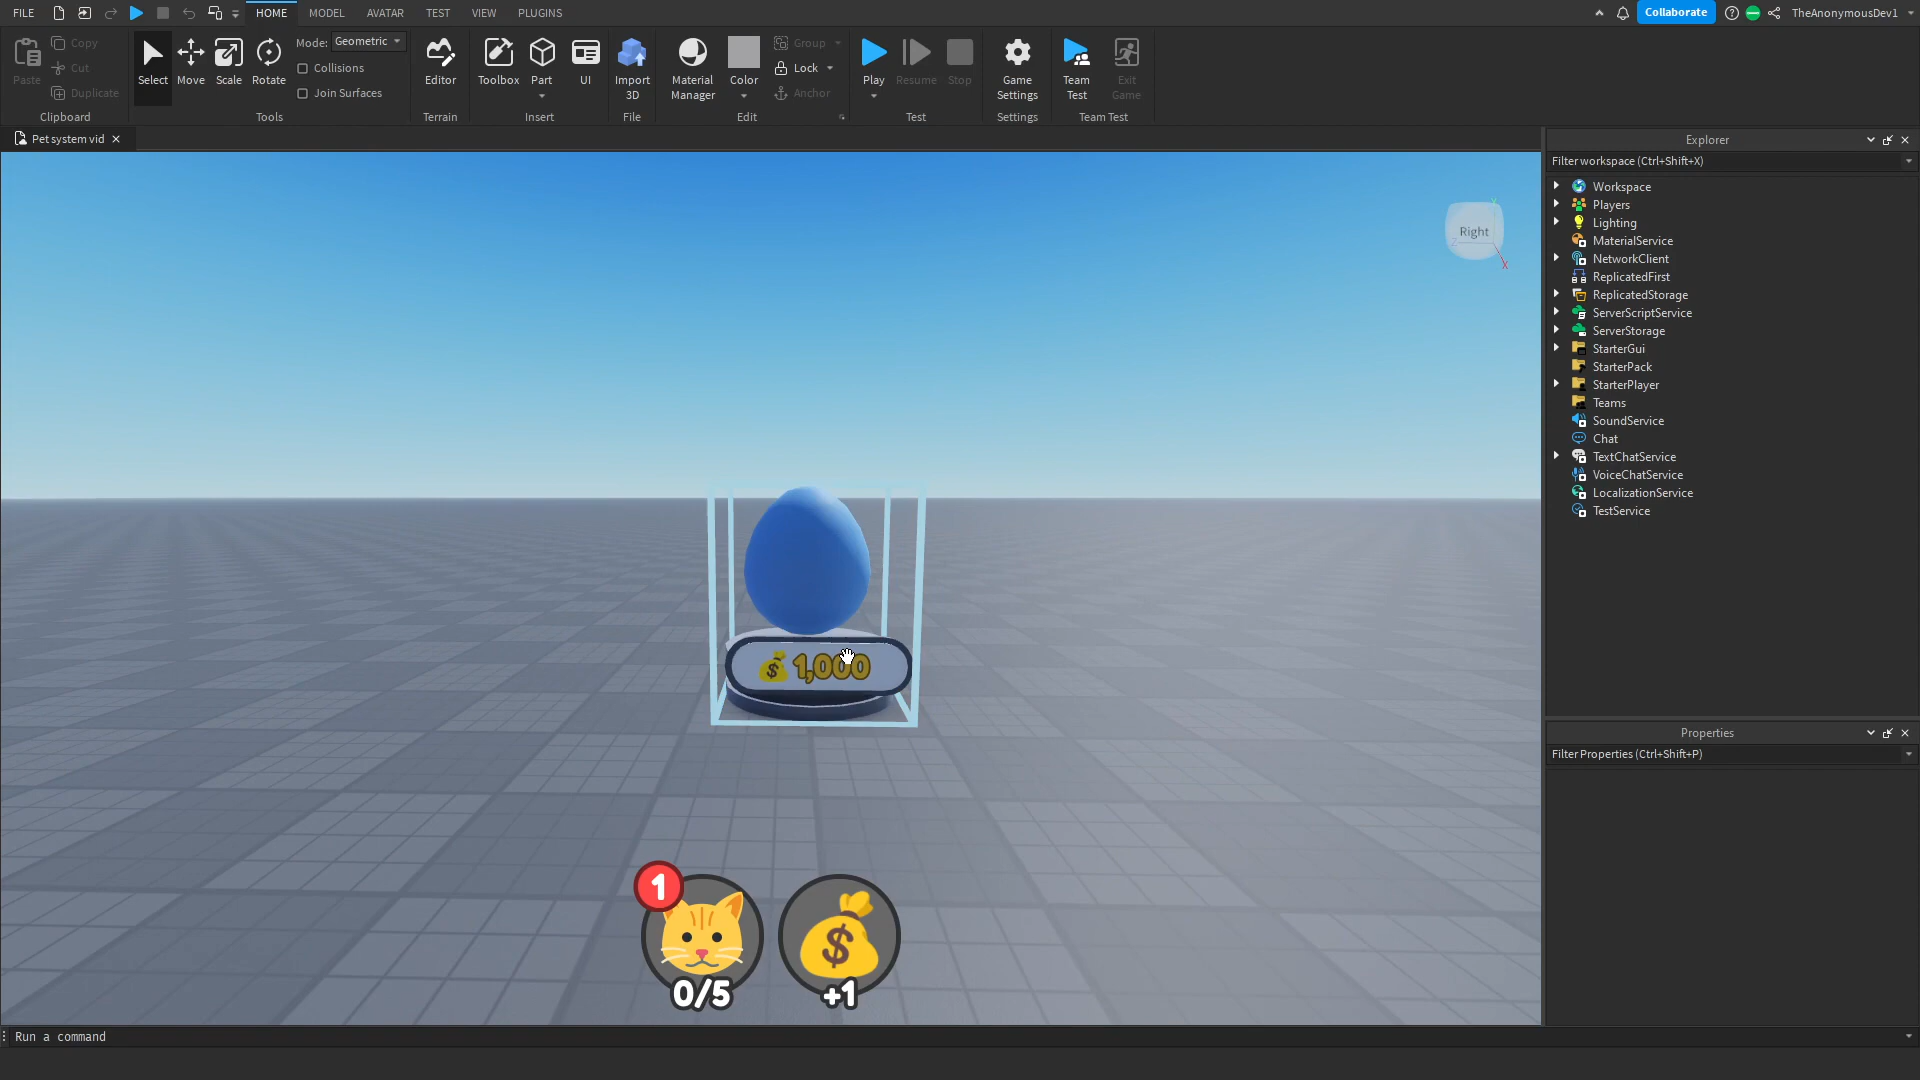 FILE HOME MODEL AVATAR TEST VIEW PLUGINS Collaborate TheAnonymousDev1
Paste Copy Cut Duplicate
Clipboard
Select Move Scale Rotate Mode: Geometric
Collisions
Join Surfaces
Tools
Editor
Terrain
Toolbox Part UI
Insert
Import 3D
File
Material Manager Color Group Lock Anchor
Edit
Play Resume Stop
Test
Game Settings
Settings
Team Test Exit Game
Team Test
Pet system vid
Right
Z
Y
X
1,000
1
0/5
+1
Explorer
Filter workspace (Ctrl+Shift+X)
Workspace
Players
Lighting
MaterialService
NetworkClient
ReplicatedFirst
ReplicatedStorage
ServerScriptService
ServerStorage
StarterGui
StarterPack
StarterPlayer
Teams
SoundService
Chat
TextChatService
VoiceChatService
LocalizationService
TestService
Properties
Filter Properties (Ctrl+Shift+P)
Run a command